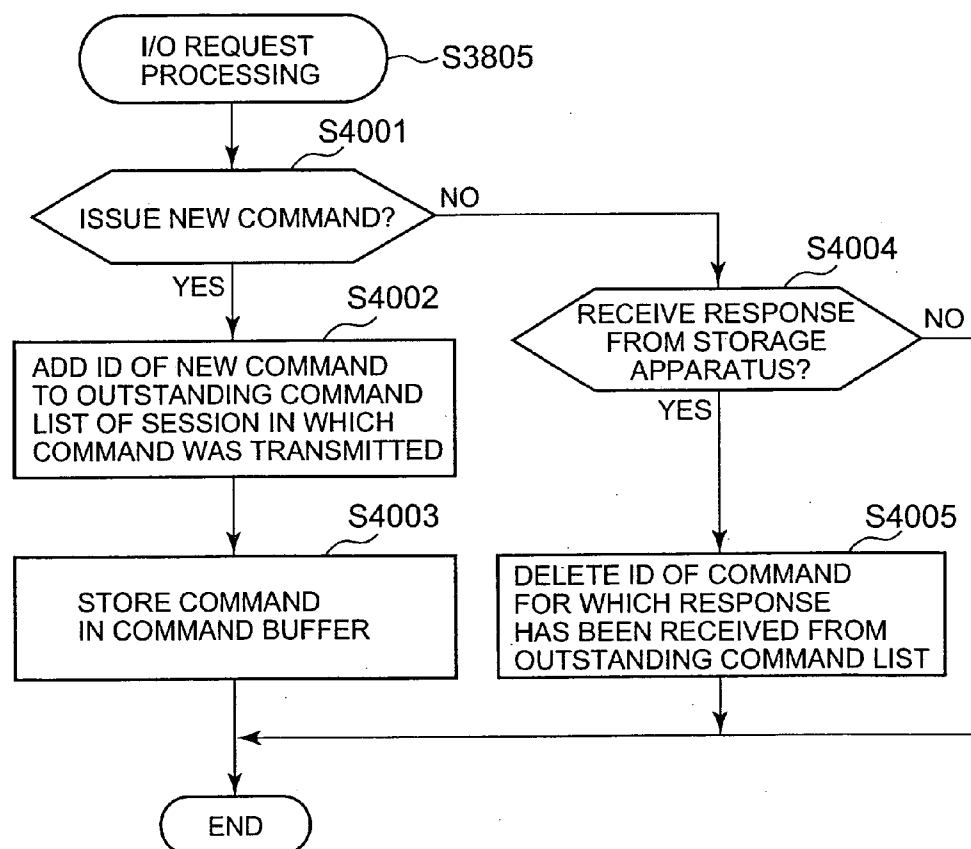 I/O REQUEST
PROCESSING
S3805
S4001
ISSUE NEW COMMAND?
NO
YES
S4002
ADD ID OF NEW COMMAND
TO OUTSTANDING COMMAND
LIST OF SESSION IN WHICH
COMMAND WAS TRANSMITTED
S4003
STORE COMMAND
IN COMMAND BUFFER
S4004
RECEIVE RESPONSE
FROM STORAGE
APPARATUS?
NO
YES
S4005
DELETE ID OF COMMAND
FOR WHICH RESPONSE
HAS BEEN RECEIVED FROM
OUTSTANDING COMMAND LIST
END